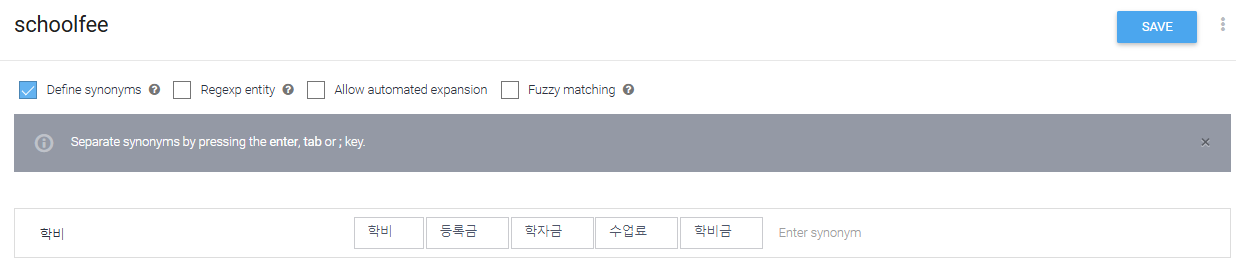 schoolfee
SAVE
Define synonyms ? Regexp entity ? Allow automated expansion Fuzzy matching ?
Separate synonyms by pressing the enter, tab or ; key.
학비 학비 등록금 학자금 수업료 학비금 Enter synonym